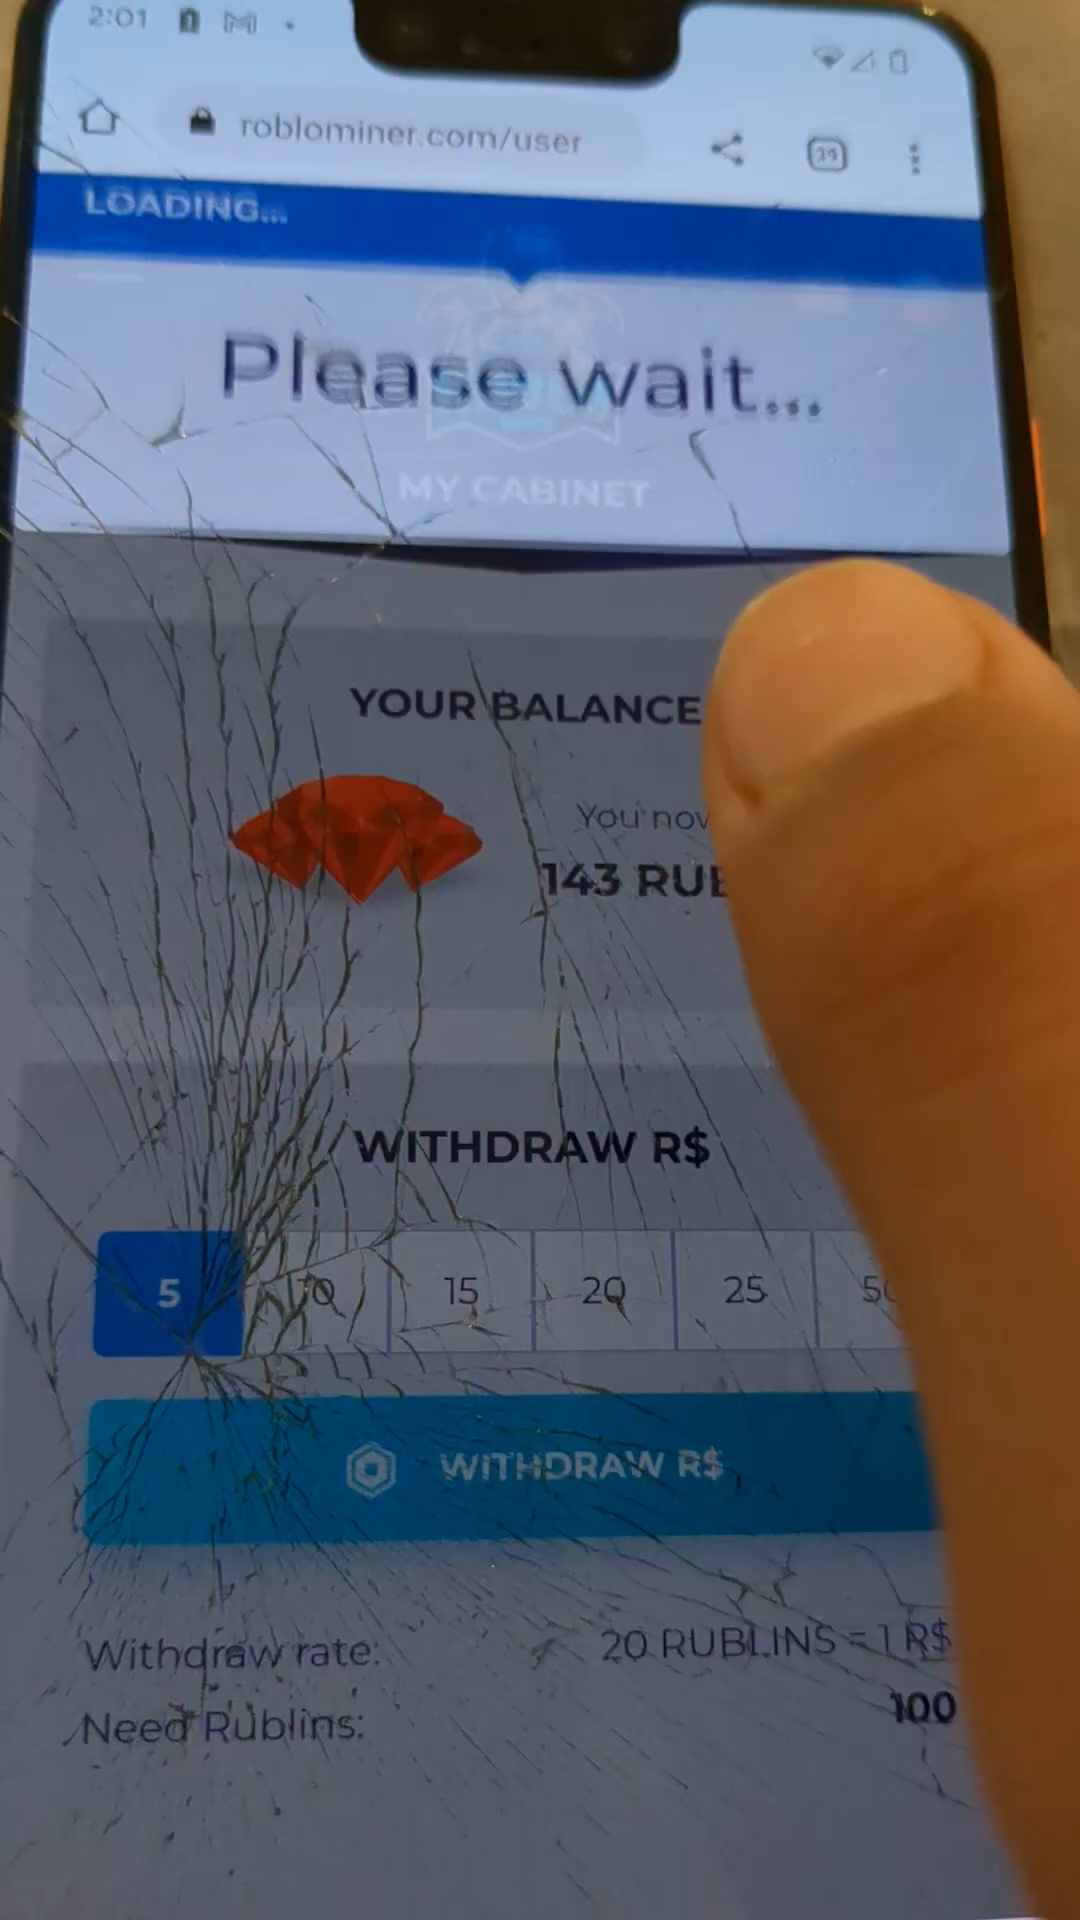 2:01
roblominer.com/user
39
LOADING...
Please wait...
MY CABINET
YOUR BALANCE
You now
143 RUB
WITHDRAW R$
5 10 15 20 25 50
WITHDRAW R$
Withdraw rate: 20 RUBLINS = 1 R$
Need Rublins: 100